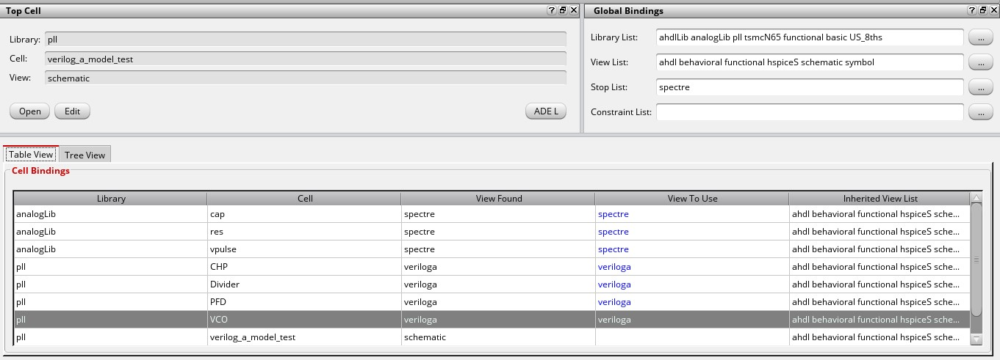 Top Cell
Library: pll
Cell: verilog_a_model_test
View: schematic
Open Edit ADE L
Global Bindings
Library List: ahdlLib analogLib pll tsmcN65 functional basic US_8ths ...
View List: ahdl behavioral functional hspiceS schematic symbol ...
Stop List: spectre ...
Constraint List: ...
Table View Tree View
Cell Bindings
Library Cell View Found View To Use Inherited View List
analogLib cap spectre spectre ahdl behavioral functional hspiceS sche...
analogLib res spectre spectre ahdl behavioral functional hspiceS sche...
analogLib vpulse spectre spectre ahdl behavioral functional hspiceS sche...
pll CHP veriloga veriloga ahdl behavioral functional hspiceS sche...
pll Divider veriloga veriloga ahdl behavioral functional hspiceS sche...
pll PFD veriloga veriloga ahdl behavioral functional hspiceS sche...
pll VCO veriloga veriloga ahdl behavioral functional hspiceS sche...
pll verilog_a_model_test schematic ahdl behavioral functional hspiceS sche...